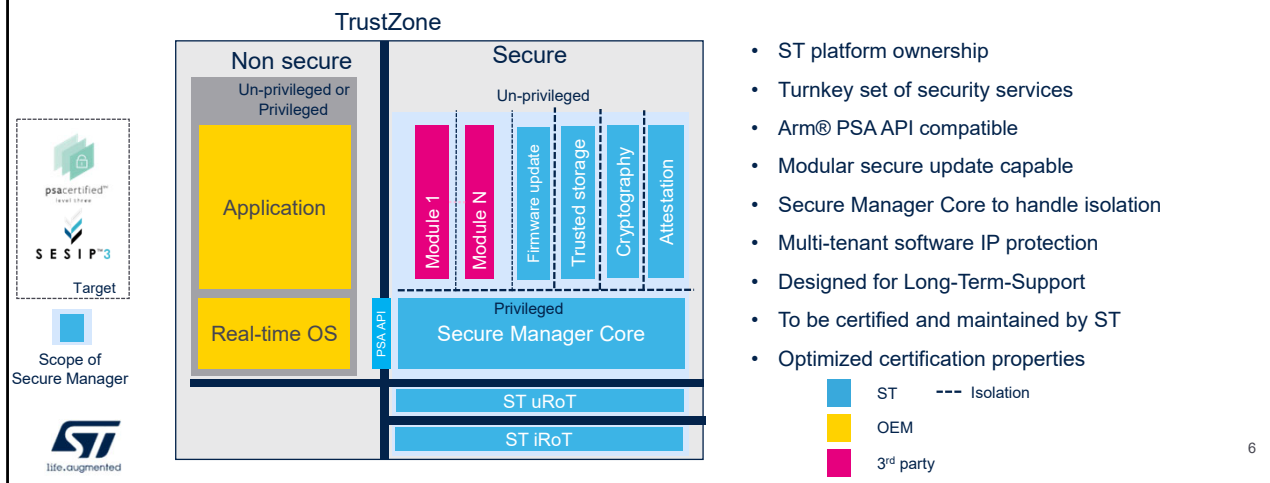 TrustZone
Non secure
Secure
Un-privileged or
Privileged
Un-privileged
Application
Real-time OS
PSA API
Module 1
Module N
Firmware update
Trusted storage
Cryptography
Attestation
Privileged
Secure Manager Core
ST uRoT
ST iRoT
psacertified™
level three
SESIP™3
Target
Scope of
Secure Manager
ST
life.augmented
• ST platform ownership
• Turnkey set of security services
• Arm® PSA API compatible
• Modular secure update capable
• Secure Manager Core to handle isolation
• Multi-tenant software IP protection
• Designed for Long-Term-Support
• To be certified and maintained by ST
• Optimized certification properties
ST --- Isolation
OEM
3rd party
6